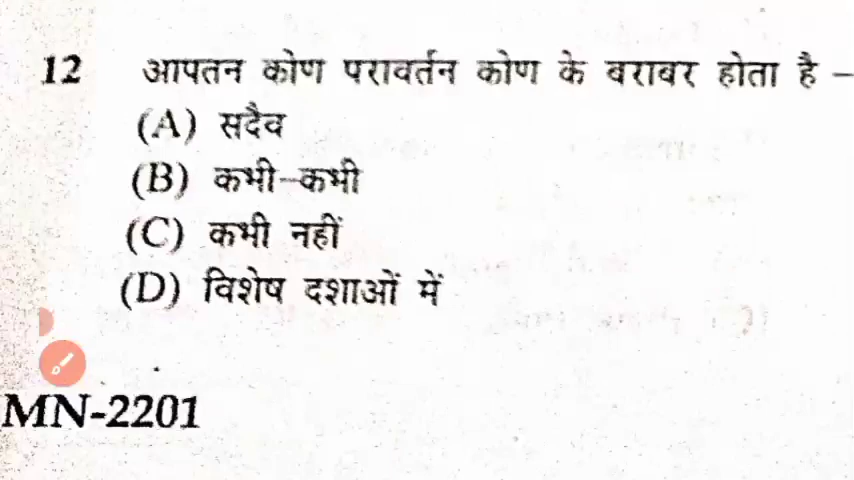 12 आपतन कोण परावर्तन कोण के बराबर होता है –
(A) सदैव
(B) कभी–कभी
(C) कभी नहीं
(D) विशेष दशाओं में
MN-2201